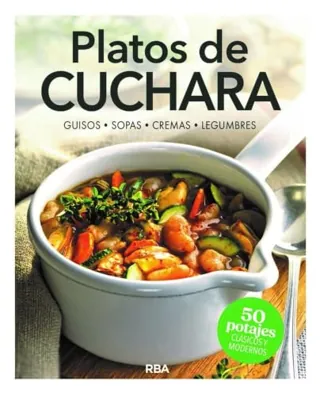 Platos de
CUCHARA
GUISOS • SOPAS • CREMAS • LEGUMBRES
50
potajes
CLÁSICOS Y
MODERNOS
RBA